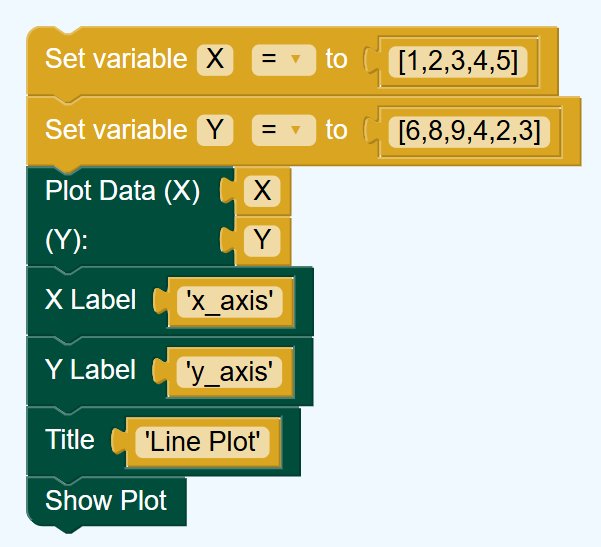 Set variable X = to [1,2,3,4,5]
Set variable Y = to [6,8,9,4,2,3]
Plot Data (X) X
(Y): Y
X Label 'x_axis'
Y Label 'y_axis'
Title 'Line Plot'
Show Plot